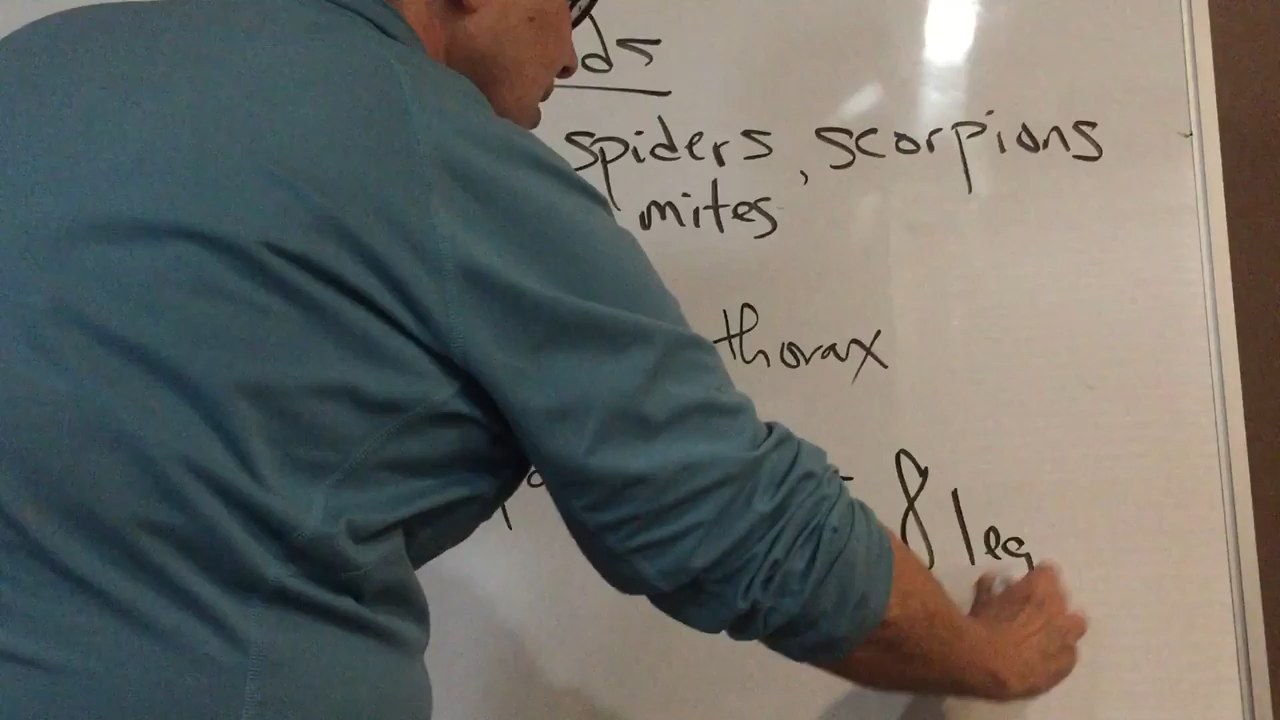 ds
spiders, scorpions
mites
thorax
8 leg